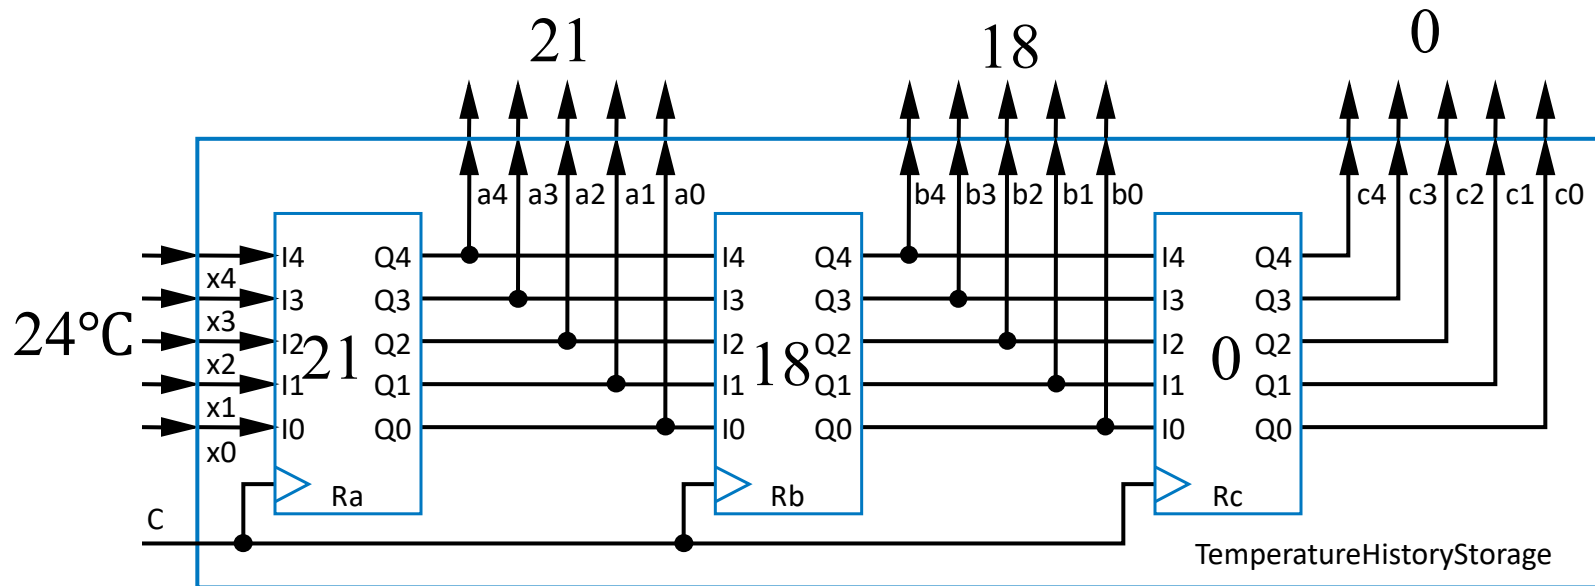 21 18 0
a4 a3 a2 a1 a0 b4 b3 b2 b1 b0 c4 c3 c2 c1 c0
I4 Q4 I4 Q4 I4 Q4
x4
I3 Q3 I3 Q3 I3 Q3
x3
24℃ I2 21 Q2 I2 18 Q2 I2 0 Q2
x2
I1 Q1 I1 Q1 I1 Q1
x1
I0 Q0 I0 Q0 I0 Q0
x0
Ra Rb Rc
C
TemperatureHistoryStorage